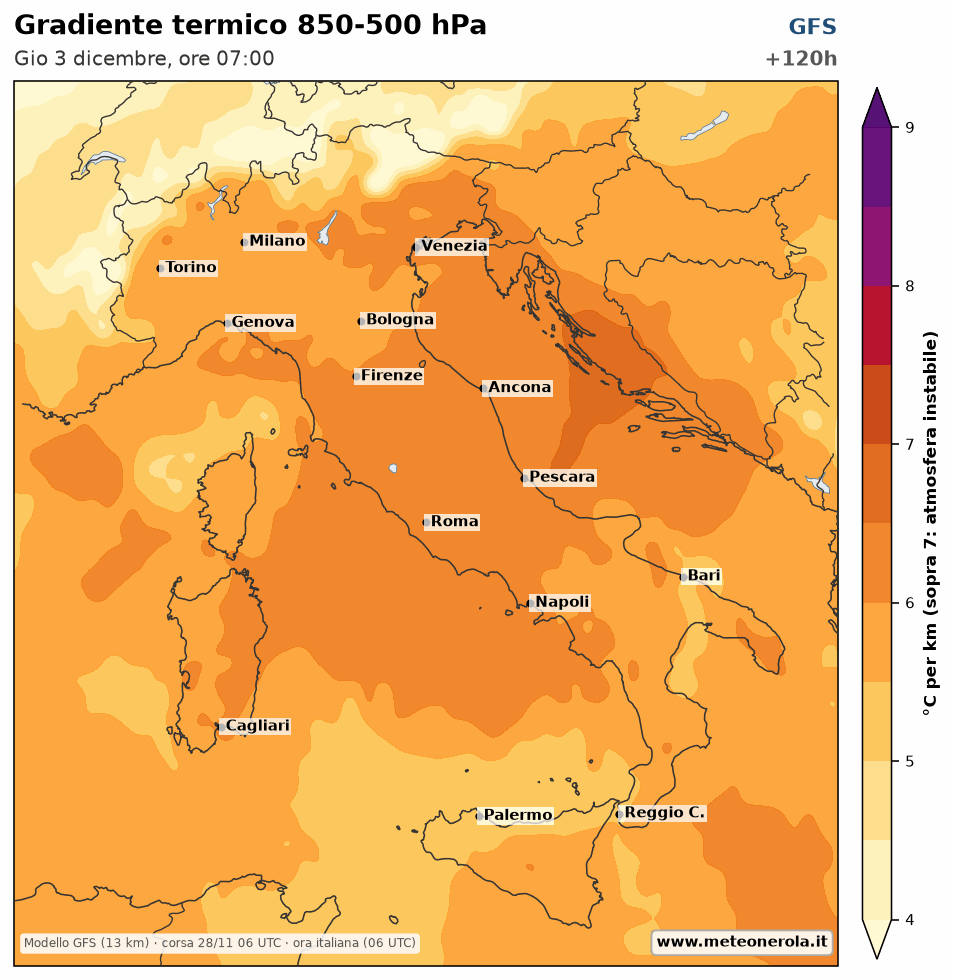 Gradiente termico 850-500 hPa
GFS
Gio 3 dicembre, ore 07:00
+120h
Milano
Venezia
Torino
Genova
Bologna
Firenze
Ancona
Pescara
Roma
Bari
Napoli
Cagliari
Palermo
Reggio C.
9
8
7
6
5
4
°C per km (sopra 7: atmosfera instabile)
Modello GFS (13 km) · corsa 28/11 06 UTC · ora italiana (06 UTC)
www.meteonerola.it